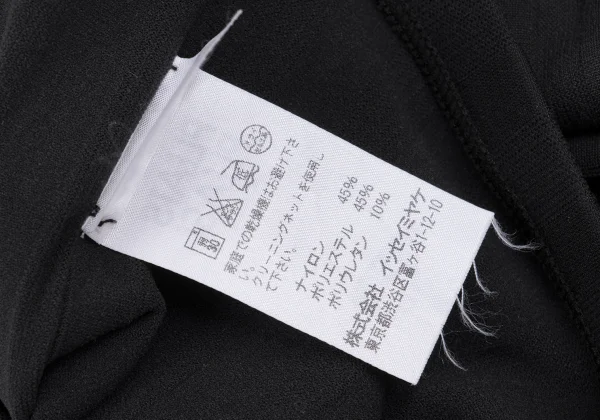 家庭での乾燥機はお避け下さ
い。
クリーニングネットを使用し
て下さい。
ナイロン 45%
ポリエステル 45%
ポリウレタン 10%
株式会社 イッセイミヤケ
東京都渋谷区富ヶ谷1-12-10